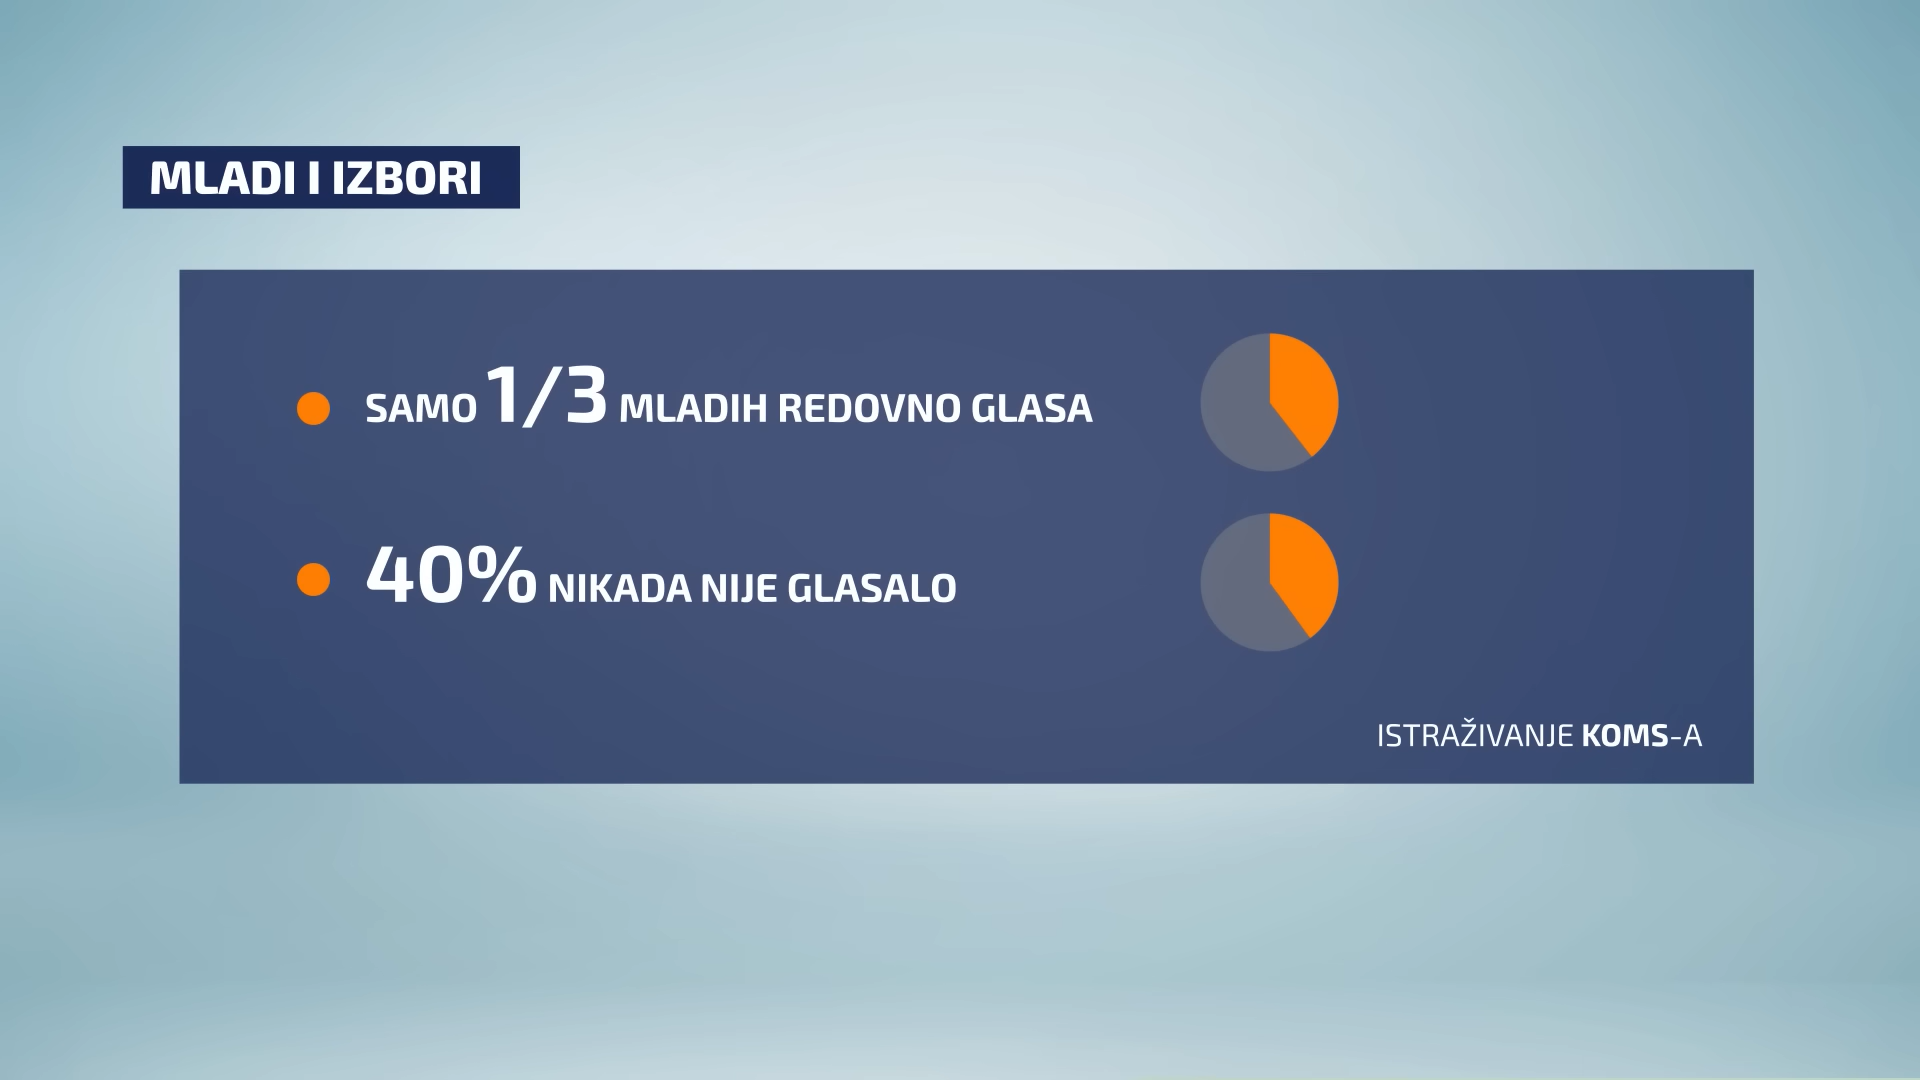 MLADI I IZBORI
SAMO 1/3 MLADIH REDOVNO GLASA
40% NIKADA NIJE GLASALO
ISTRAŽIVANJE KOMS-A